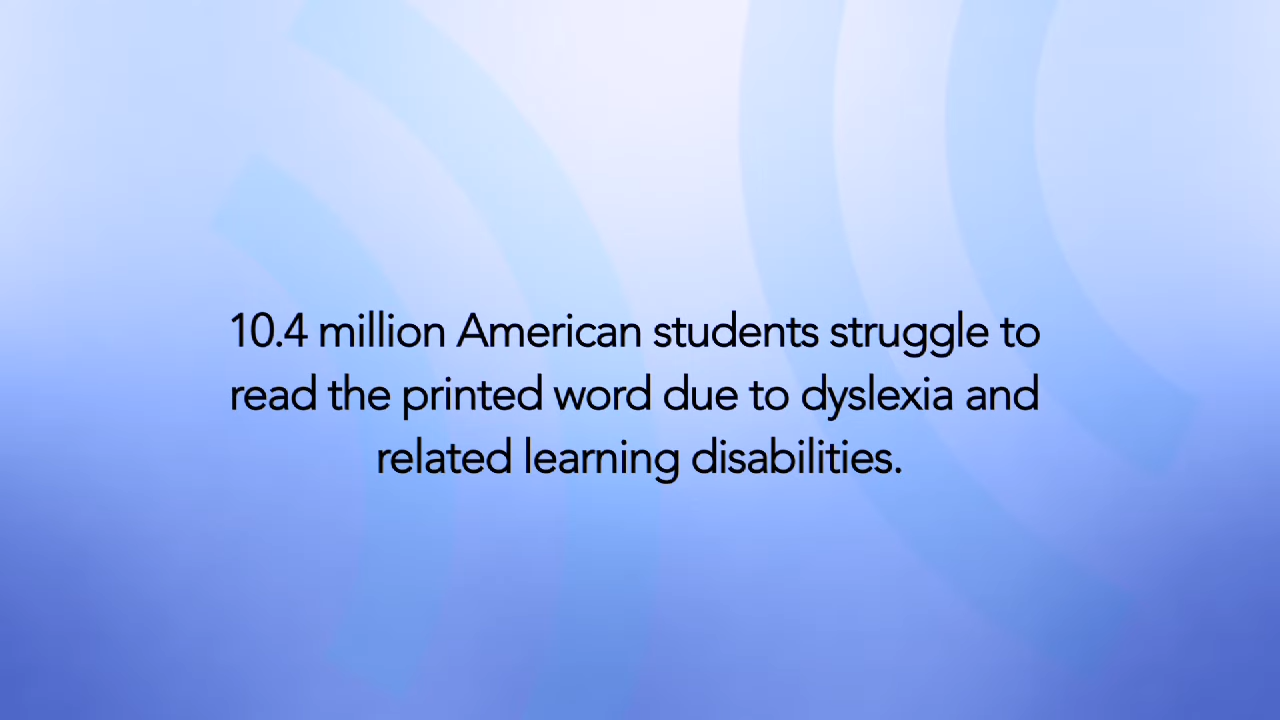 10.4 million American students struggle to
read the printed word due to dyslexia and
related learning disabilities.